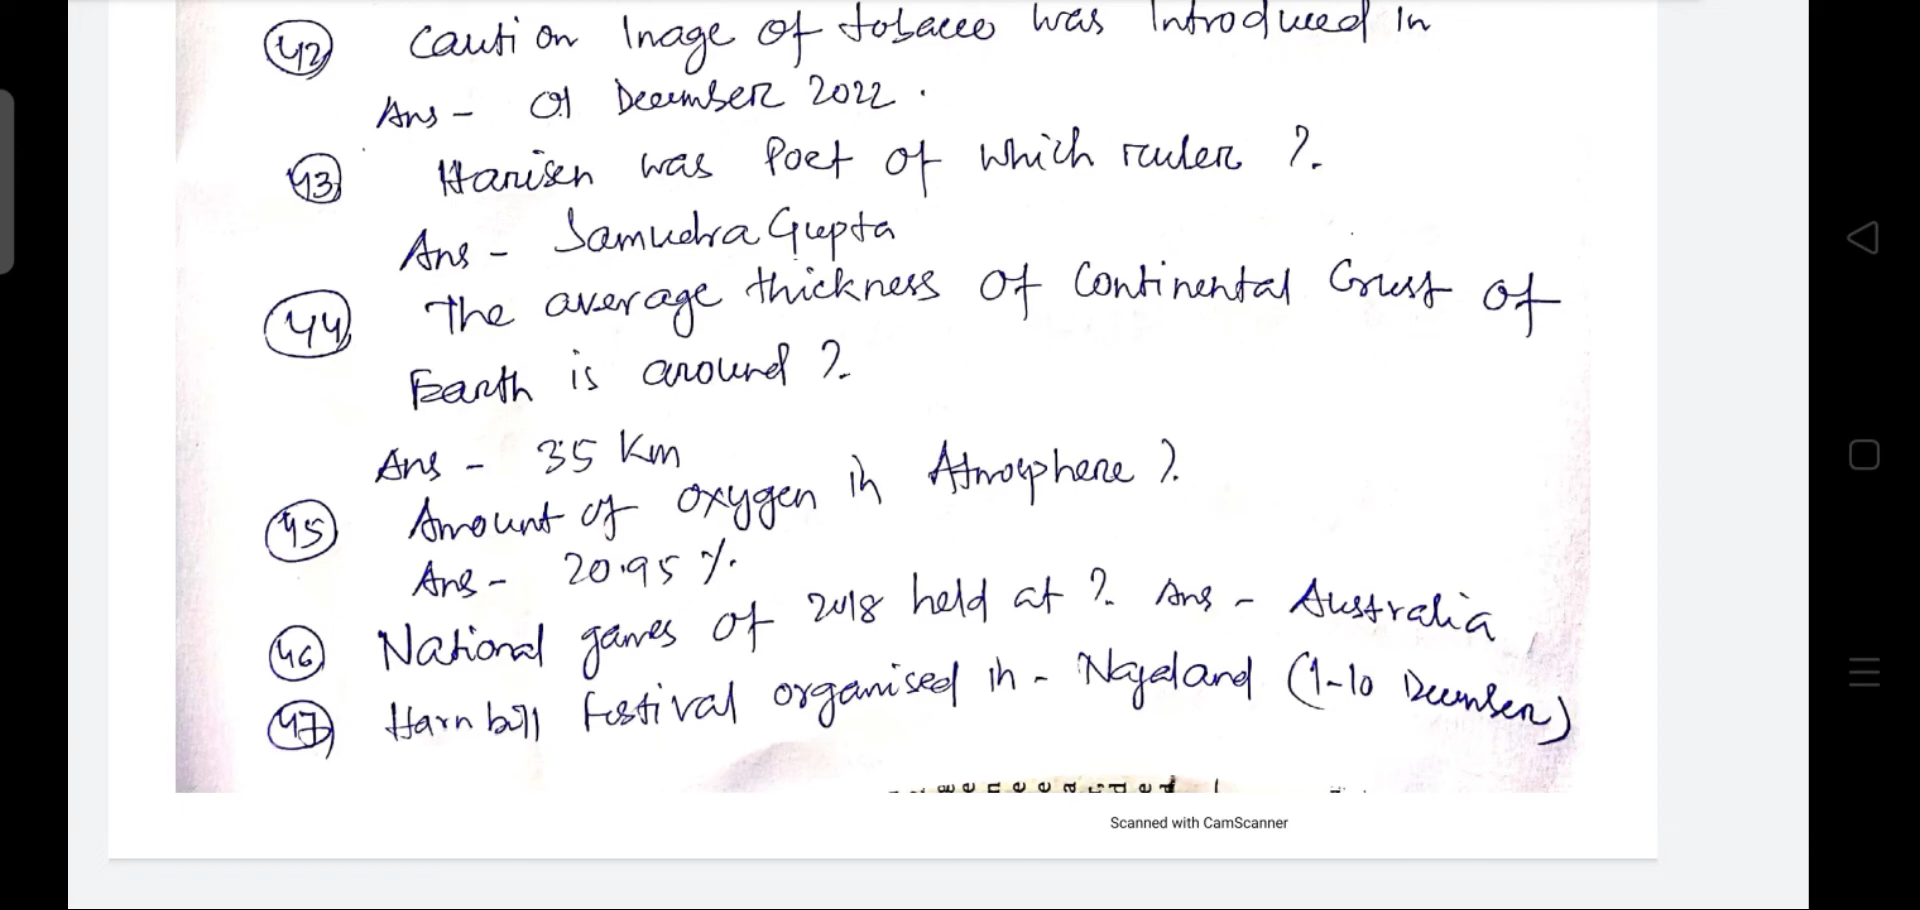 42 Caution Inage of tobacco was Introduced in
Ans - 01 December 2022.
43 Harisen was Poet of which ruler ?
Ans - Samudra Gupta
44 The average thickness of Continental Crust of
Earth is around ?
Ans - 35 Km
45 Amount of oxygen in Atmosphere ?
Ans - 20.95 %.
46 National games of 2018 held at ? Ans - Australia
47 Harnbill festival organised in - Nagaland (1-10 December)
Scanned with CamScanner